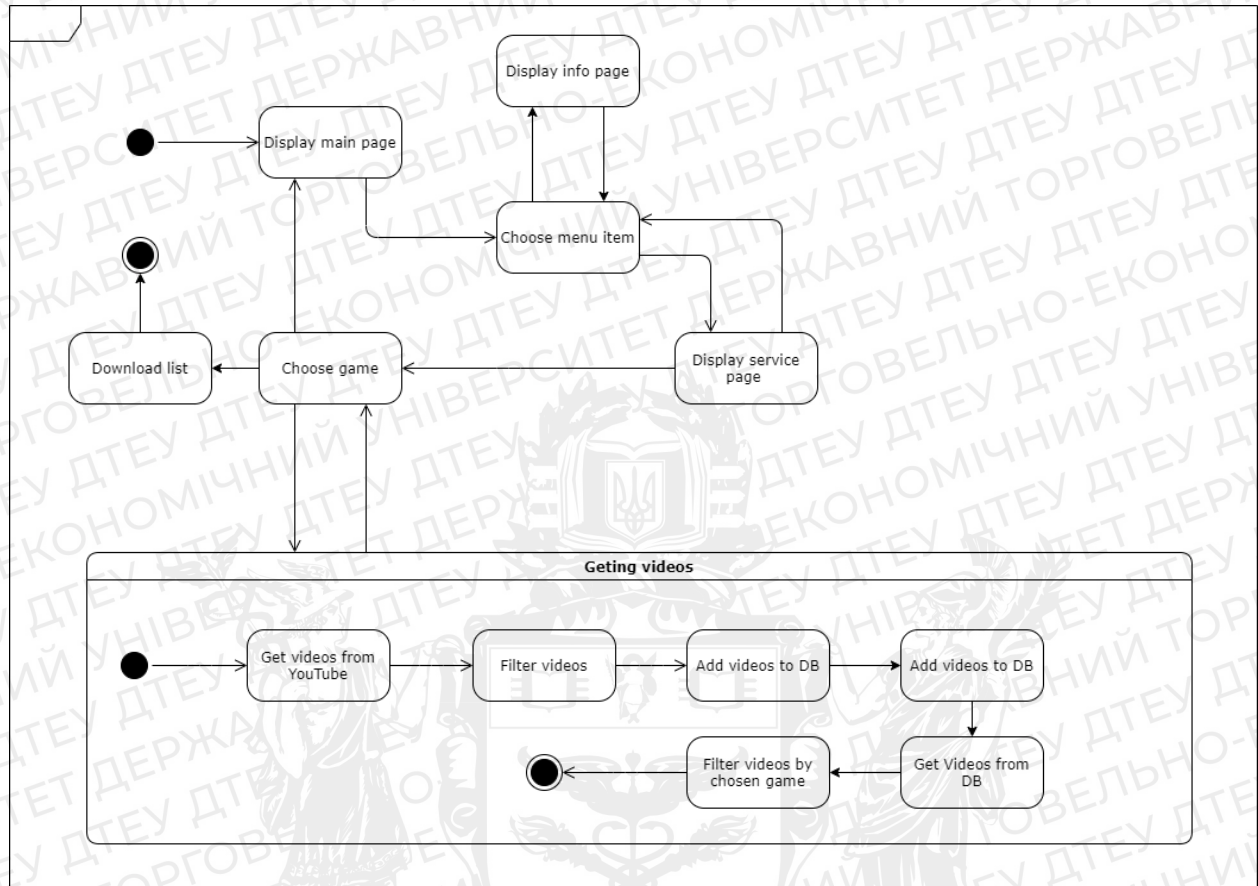 Display info page
Display main page
Choose menu item
Download list
Choose game
Display service
page
Geting videos
Get videos from
YouTube
Filter videos
Add videos to DB
Add videos to DB
Filter videos by
chosen game
Get Videos from
DB